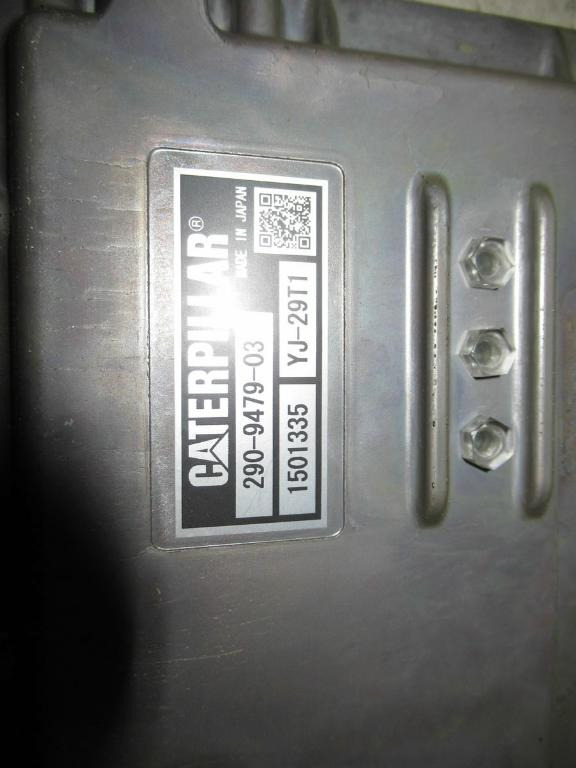 CATERPILLAR®
MADE IN JAPAN
290-9479-03
1501335 YJ-29T1